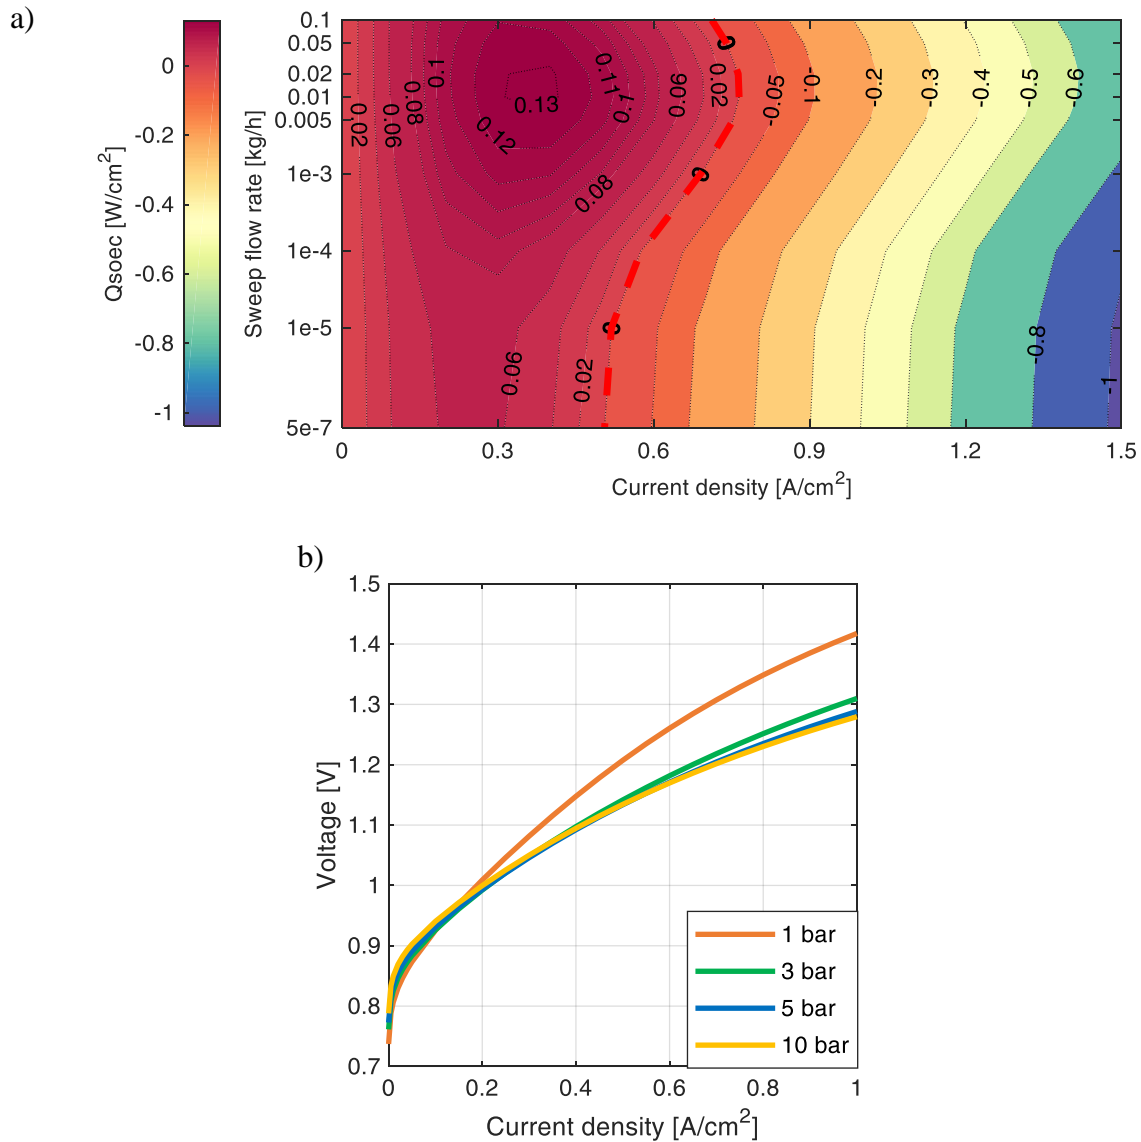 a)
Qsoec [W/cm²]
0
-0.2
-0.4
-0.6
-0.8
-1
Sweep flow rate [kg/h]
0.1
0.05
0.02
0.01
0.005
1e-3
1e-4
1e-5
5e-7
0.02
0.06
0.08
0.1
0.12
0.13
0.11
0.1
0.08
0.06
0.02
0
-0.05
-0.1
-0.2
-0.3
-0.4
-0.5
-0.6
0
0
0.06
0.02
-0.8
-1
0 0.3 0.6 0.9 1.2 1.5
Current density [A/cm²]
b)
Voltage [V]
1.5
1.4
1.3
1.2
1.1
1
0.9
0.8
0.7
1 bar
3 bar
5 bar
10 bar
0 0.2 0.4 0.6 0.8 1
Current density [A/cm²]